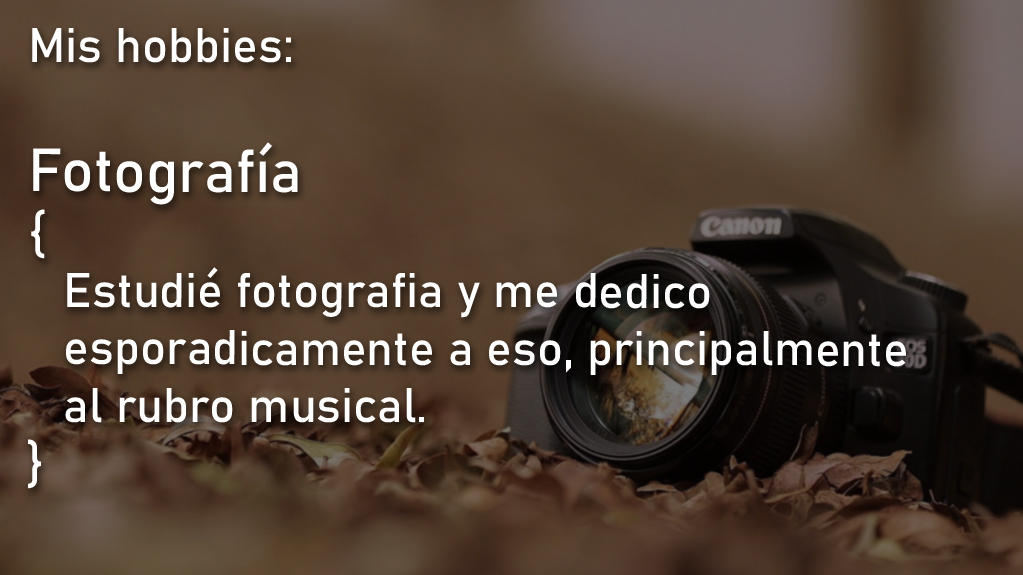 Mis hobbies:
Fotografía
{
Estudié fotografia y me dedico
esporadicamente a eso, principalmente
al rubro musical.
}
Canon